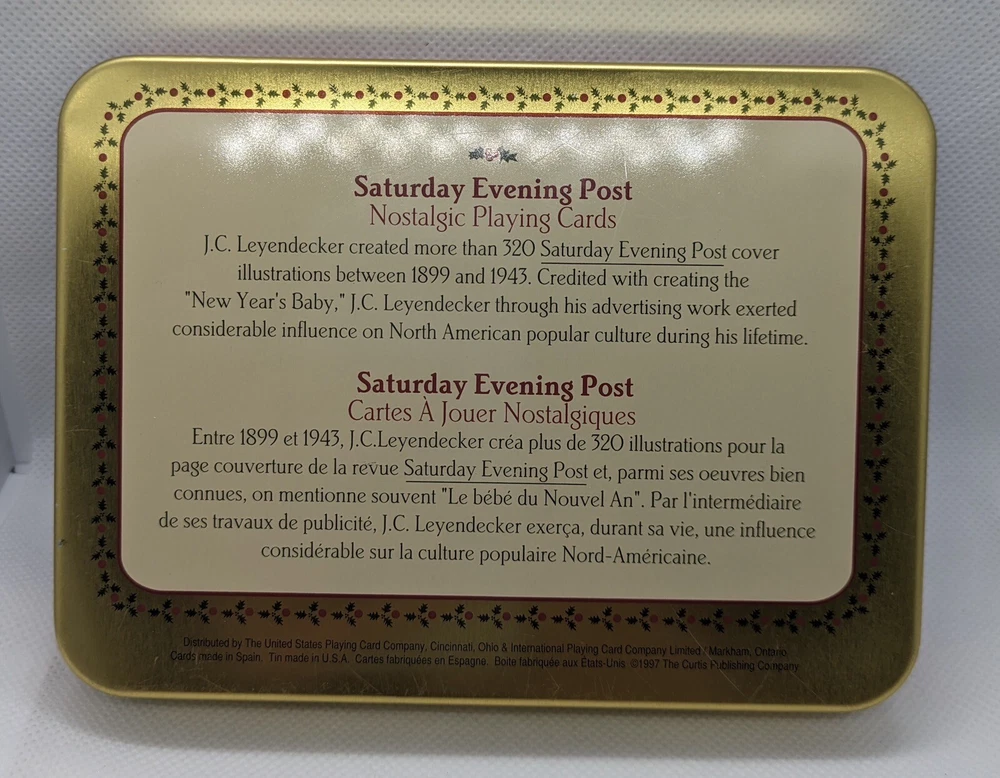 Saturday Evening Post
Nostalgic Playing Cards
J.C. Leyendecker created more than 320 Saturday Evening Post cover
illustrations between 1899 and 1943. Credited with creating the
"New Year's Baby," J.C. Leyendecker through his advertising work exerted
considerable influence on North American popular culture during his lifetime.
Saturday Evening Post
Cartes À Jouer Nostalgiques
Entre 1899 et 1943, J.C.Leyendecker créa plus de 320 illustrations pour la
page couverture de la revue Saturday Evening Post et, parmi ses oeuvres bien
connues, on mentionne souvent "Le bébé du Nouvel An". Par l'intermédiaire
de ses travaux de publicité, J.C. Leyendecker exerça, durant sa vie, une influence
considérable sur la culture populaire Nord-Américaine.
Distributed by The United States Playing Card Company, Cincinnati, Ohio & International Playing Card Company Limited / Markham, Ontario
Cards made in Spain. Tin made in U.S.A. Cartes fabriquées en Espagne. Boite fabriquée aux États-Unis ©1997 The Curtis Publishing Company